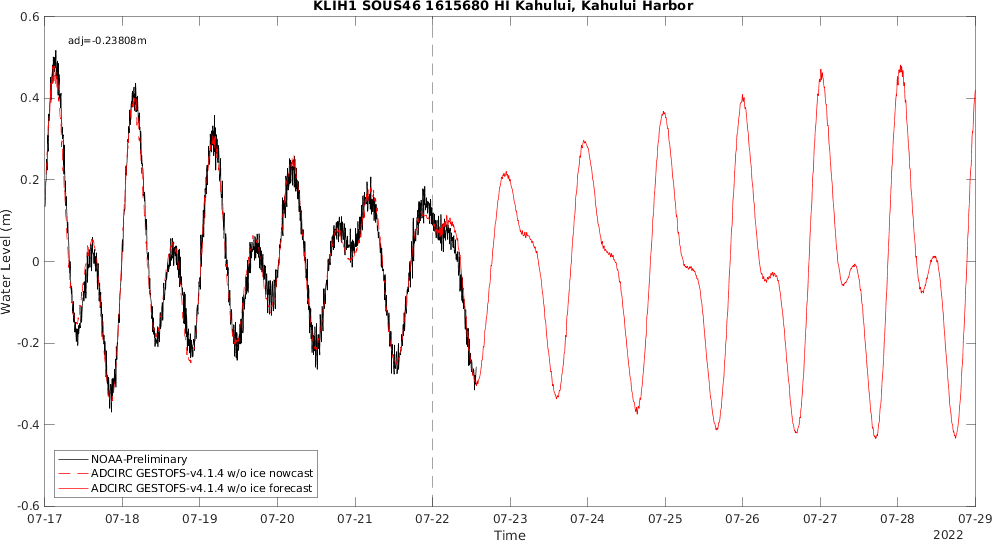 KLIH1 SOUS46 1615680 HI Kahului, Kahului Harbor
adj=-0.23808m
0.6
0.4
0.2
0
-0.2
-0.4
-0.6
Water Level (m)
NOAA-Preliminary
ADCIRC GESTOFS-v4.1.4 w/o ice nowcast
ADCIRC GESTOFS-v4.1.4 w/o ice forecast
07-17 07-18 07-19 07-20 07-21 07-22 07-23 07-24 07-25 07-26 07-27 07-28 07-29
Time
2022